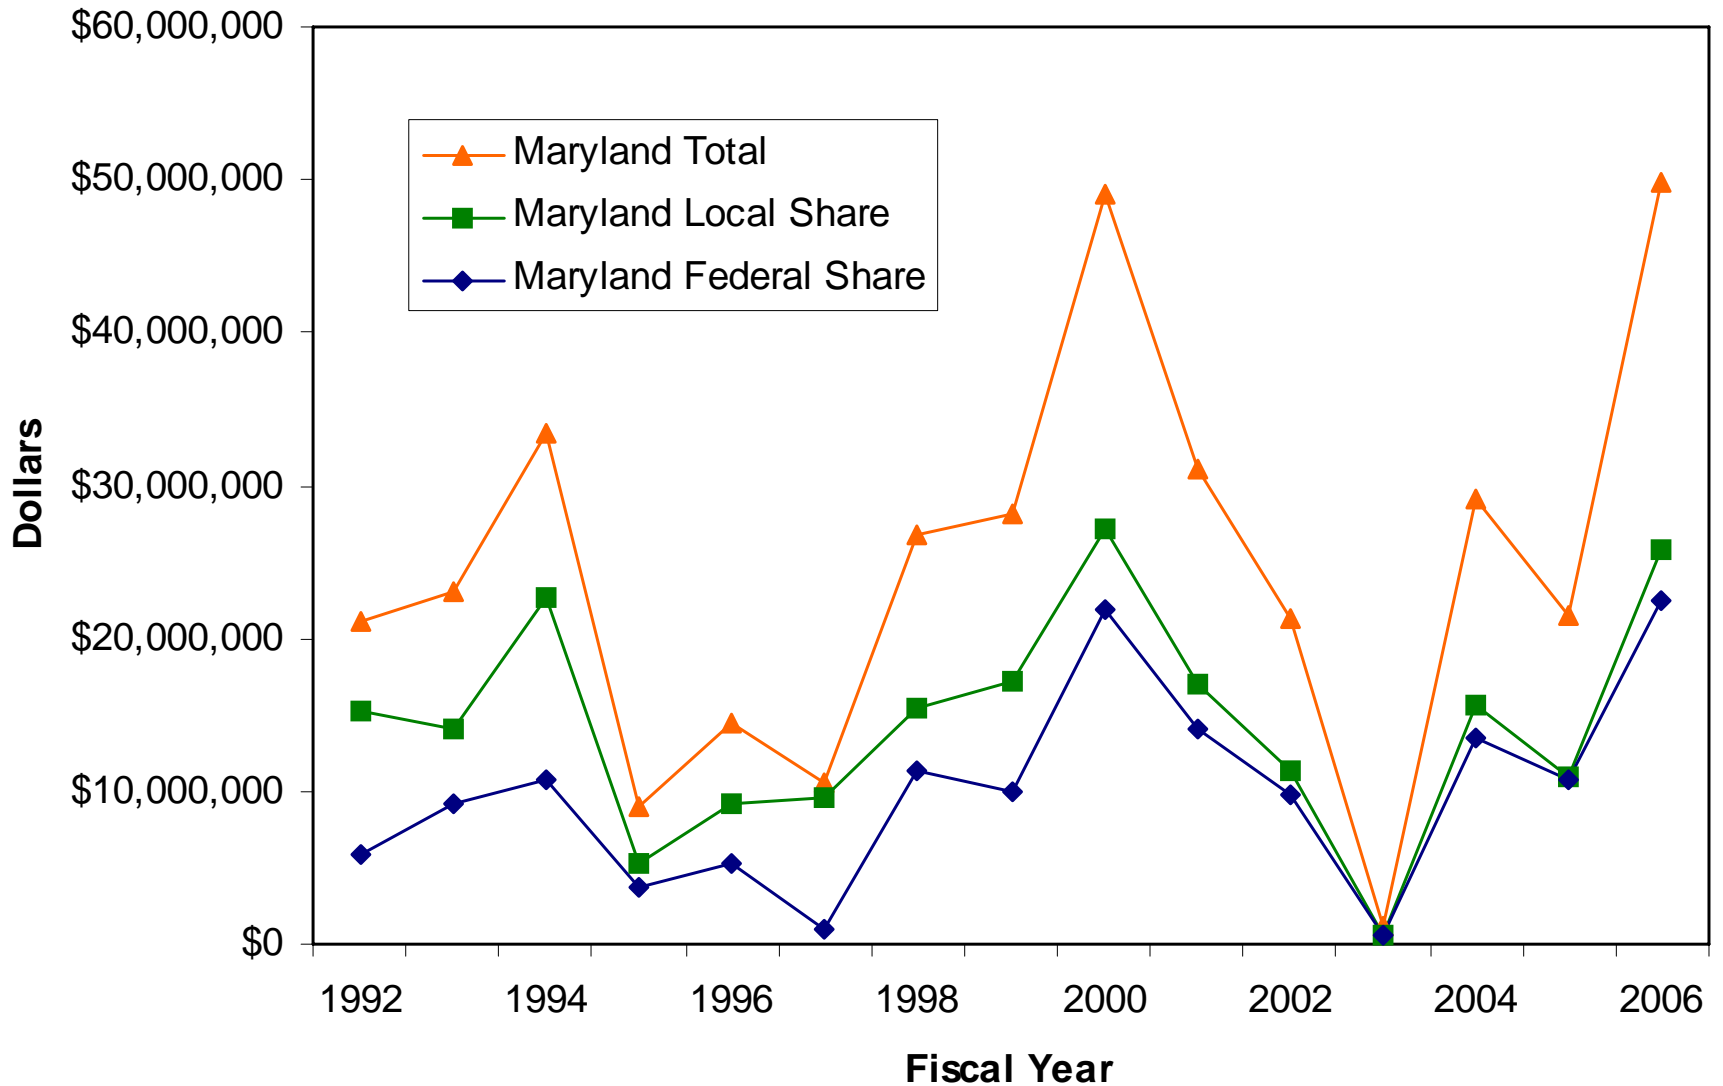 $60,000,000
$50,000,000
$40,000,000
$30,000,000
$20,000,000
$10,000,000
$0
Dollars
Maryland Total
Maryland Local Share
Maryland Federal Share
1992 1994 1996 1998 2000 2002 2004 2006
Fiscal Year